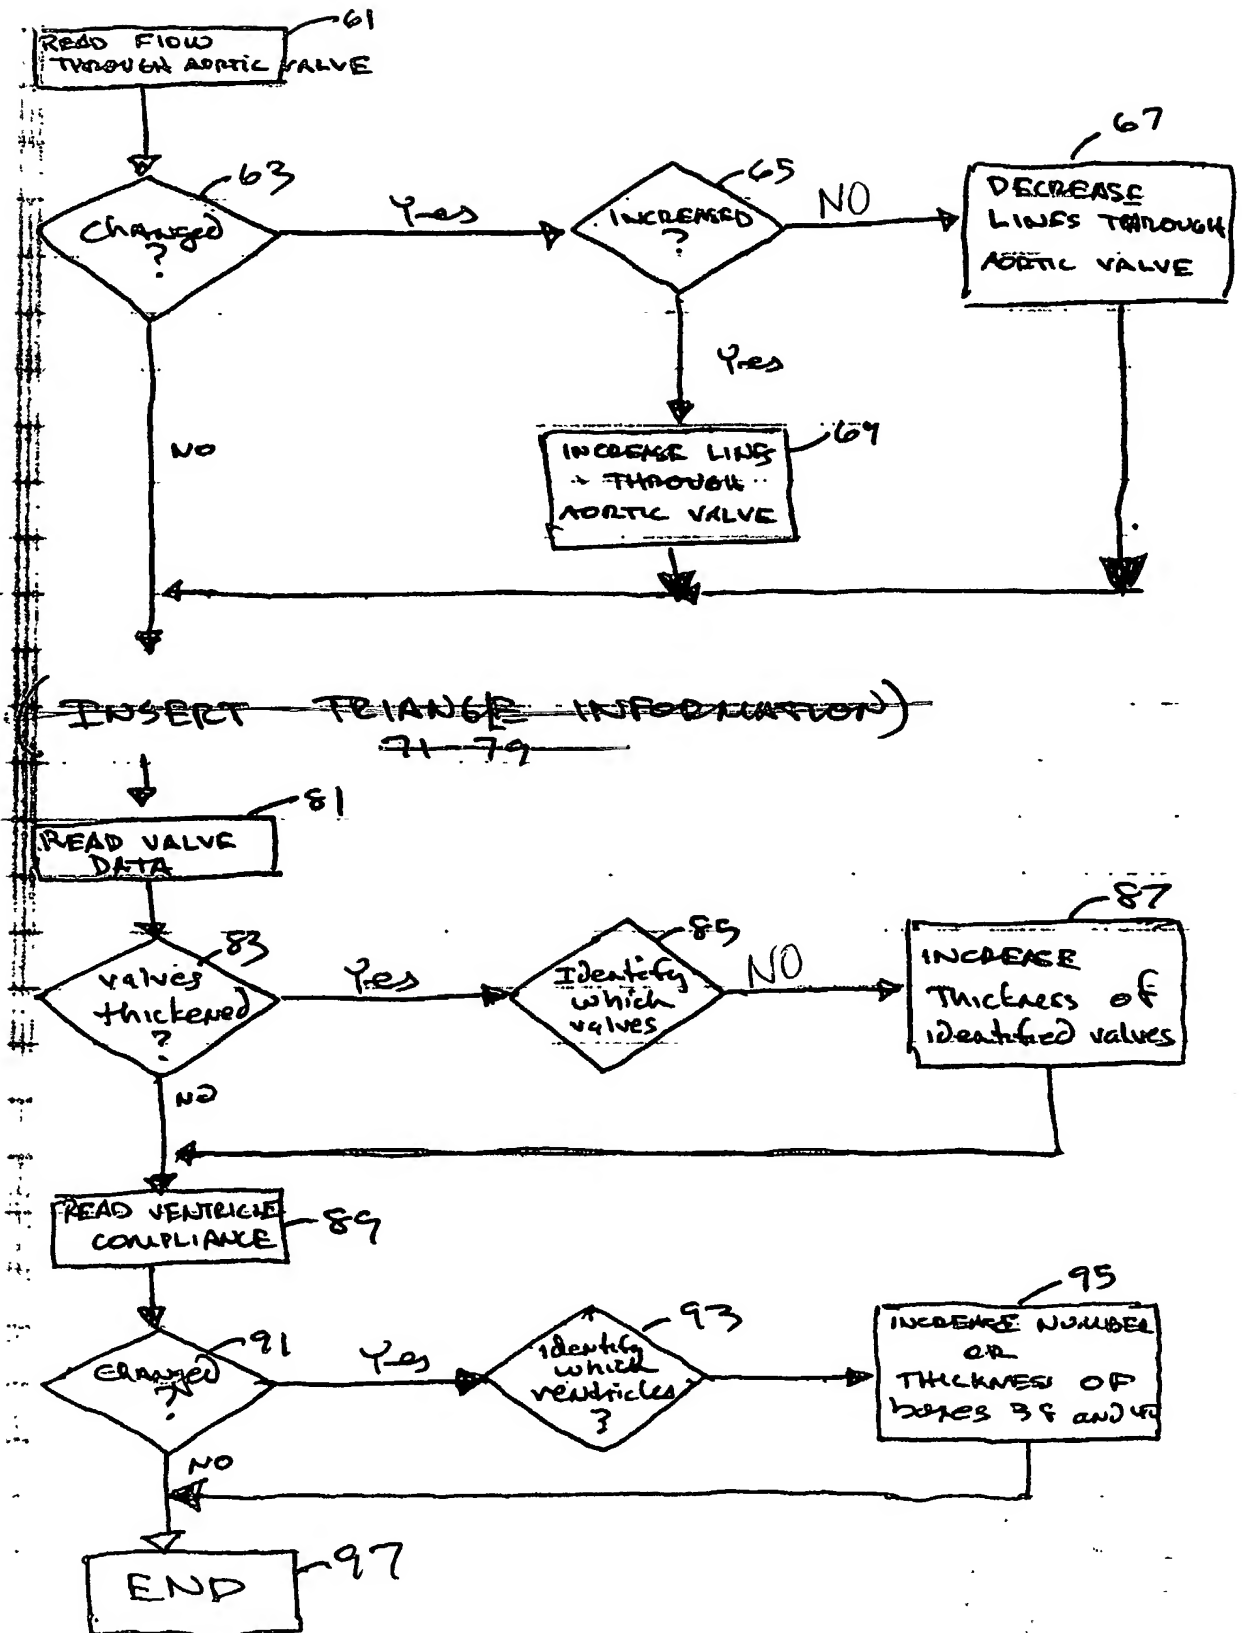 61
READ FLOW
THROUGH AORTIC VALVE
63
Changed
?
Yes
65
INCREASED
?
NO
67
DECREASE
LINES THROUGH
AORTIC VALVE
Yes
NO
69
INCREASE LINES
THROUGH
AORTIC VALVE
(INSERT TRIANGLE INFORMATION)
71-79
81
READ VALVE
DATA
83
valves
thickened
?
Yes
85
Identify
which
valves
NO
87
INCREASE
Thickness of
identified valves
NO
READ VENTRICLE
COMPLIANCE
89
91
Changed
?
Yes
93
identify
which
ventricles
?
95
INCREASE NUMBER
OR
THICKNESS OF
boxes 38 and
NO
END
97